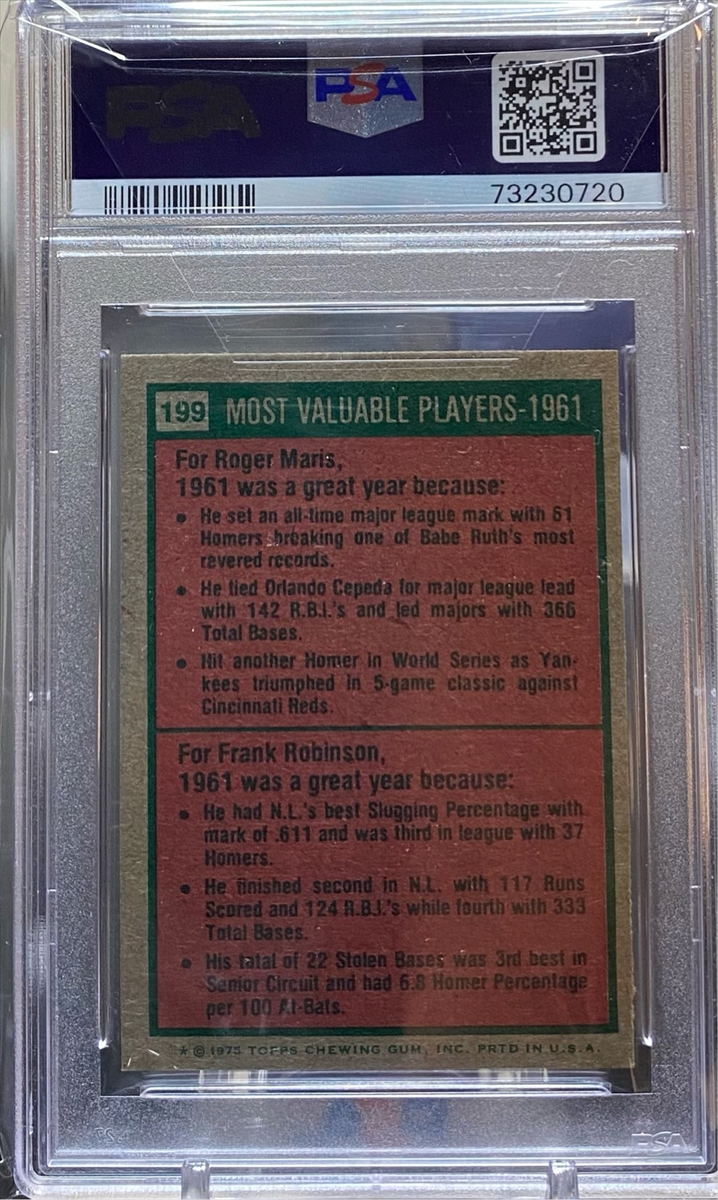 PSA
PSA
73230720
199 MOST VALUABLE PLAYERS-1961
For Roger Maris,
1961 was a great year because:
• He set an all-time major league mark with 61
Homers breaking one of Babe Ruth's most
revered records.
• He tied Orlando Cepeda for major league lead
with 142 R.B.I.'s and led majors with 366
Total Bases.
• Hit another Homer in World Series as Yan-
kees triumphed in 5-game classic against
Cincinnati Reds.
For Frank Robinson,
1961 was a great year because:
• He had N.L.'s best Slugging Percentage with
mark of .611 and was third in league with 37
Homers.
• He finished second in N.L. with 117 Runs
Scored and 124 R.B.I.'s while fourth with 333
Total Bases.
• His total of 22 Stolen Bases was 3rd best in
Senior Circuit and had 6.8 Homer Percentage
per 100 At-Bats.
* © 1975 TOPPS CHEWING GUM, INC. PRTD IN U.S.A.
PSA